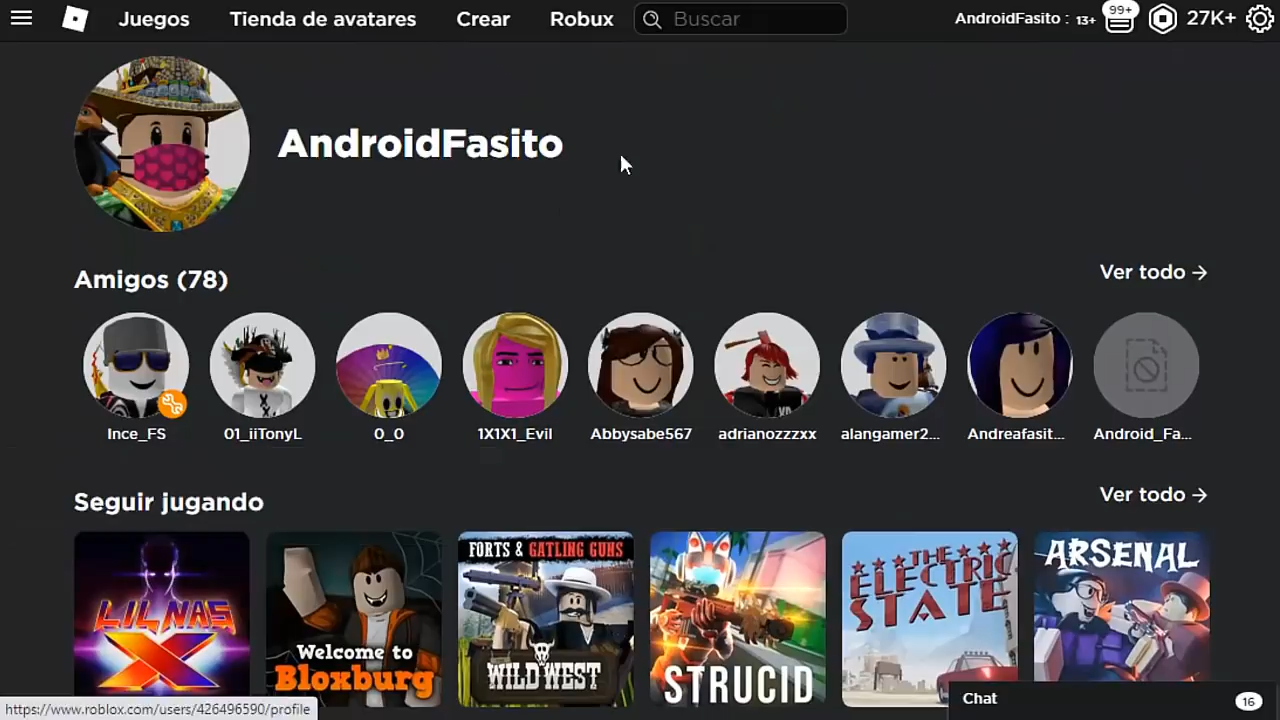 Juegos Tienda de avatares Crear Robux Buscar AndroidFasito : 13+ 99+ 27K+
AndroidFasito
Amigos (78) Ver todo →
Ince_FS 01_iiTonyL 0_0 1X1X1_Evil Abbysabe567 adrianozzzxx alangamer2... Andreafasit... Android_Fa...
Seguir jugando Ver todo →
LIL NAS X
Welcome to
Bloxburg
FORTS & GATLING GUNS
WILD WEST
STRUCID
THE
ELECTRIC
STATE
ARSENAL
Chat 16
https://www.roblox.com/users/426496590/profile